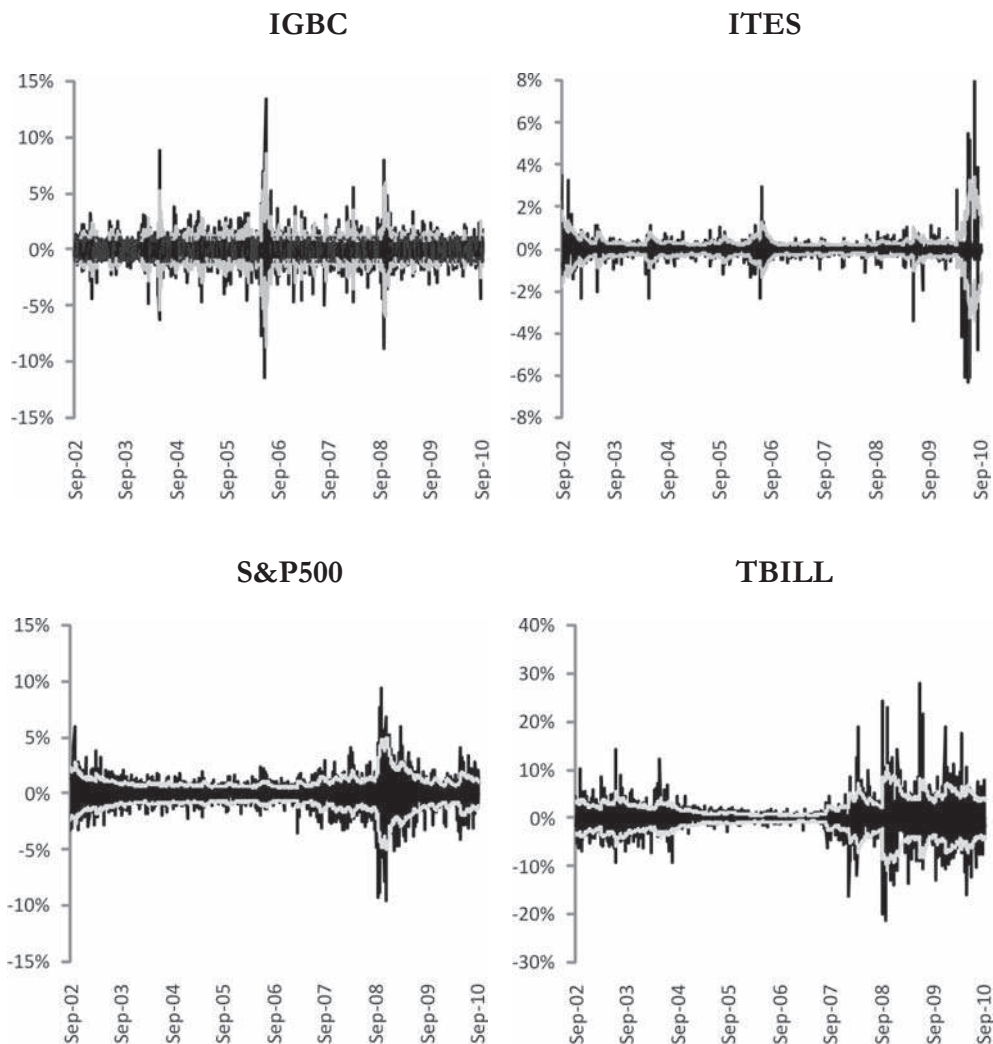 IGBC
15%
10%
5%
0%
-5%
-10%
-15%
Sep-02
Sep-03
Sep-04
Sep-05
Sep-06
Sep-07
Sep-08
Sep-09
Sep-10
ITES
8%
6%
4%
2%
0%
-2%
-4%
-6%
-8%
Sep-02
Sep-03
Sep-04
Sep-05
Sep-06
Sep-07
Sep-08
Sep-09
Sep-10
S&P500
15%
10%
5%
0%
-5%
-10%
-15%
Sep-02
Sep-03
Sep-04
Sep-05
Sep-06
Sep-07
Sep-08
Sep-09
Sep-10
TBILL
40%
30%
20%
10%
0%
-10%
-20%
-30%
Sep-02
Sep-03
Sep-04
Sep-05
Sep-06
Sep-07
Sep-08
Sep-09
Sep-10